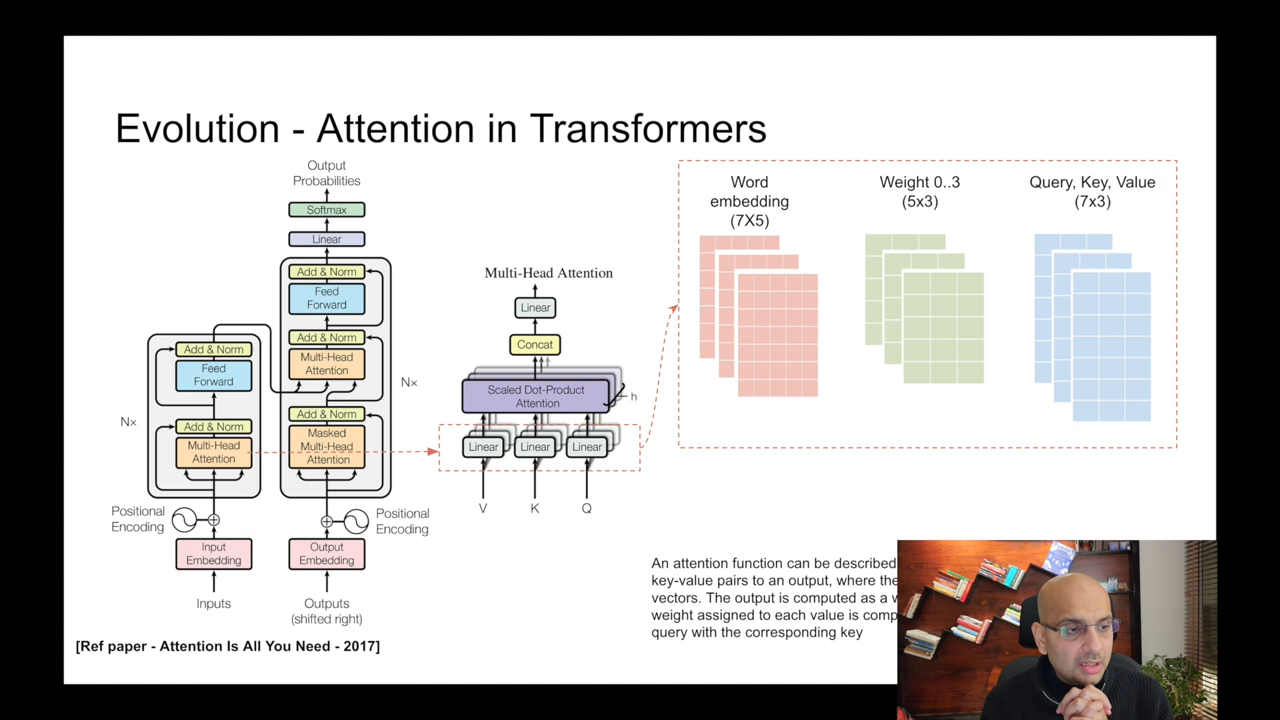 Evolution - Attention in Transformers
Output
Probabilities
Softmax
Linear
Add & Norm
Feed
Forward
Add & Norm
Multi-Head
Attention
Add & Norm
Masked
Multi-Head
Attention
Nx
Add & Norm
Feed
Forward
Add & Norm
Multi-Head
Attention
Nx
Positional
Encoding
Positional
Encoding
Input
Embedding
Output
Embedding
Inputs
Outputs
(shifted right)
[Ref paper - Attention Is All You Need - 2017]
Multi-Head Attention
Linear
Concat
Scaled Dot-Product
Attention
h
Linear
Linear
Linear
V
K
Q
Word
embedding
(7X5)
Weight 0..3
(5x3)
Query, Key, Value
(7x3)
An attention function can be described
key-value pairs to an output, where the
vectors. The output is computed as a
weight assigned to each value is comp
query with the corresponding key